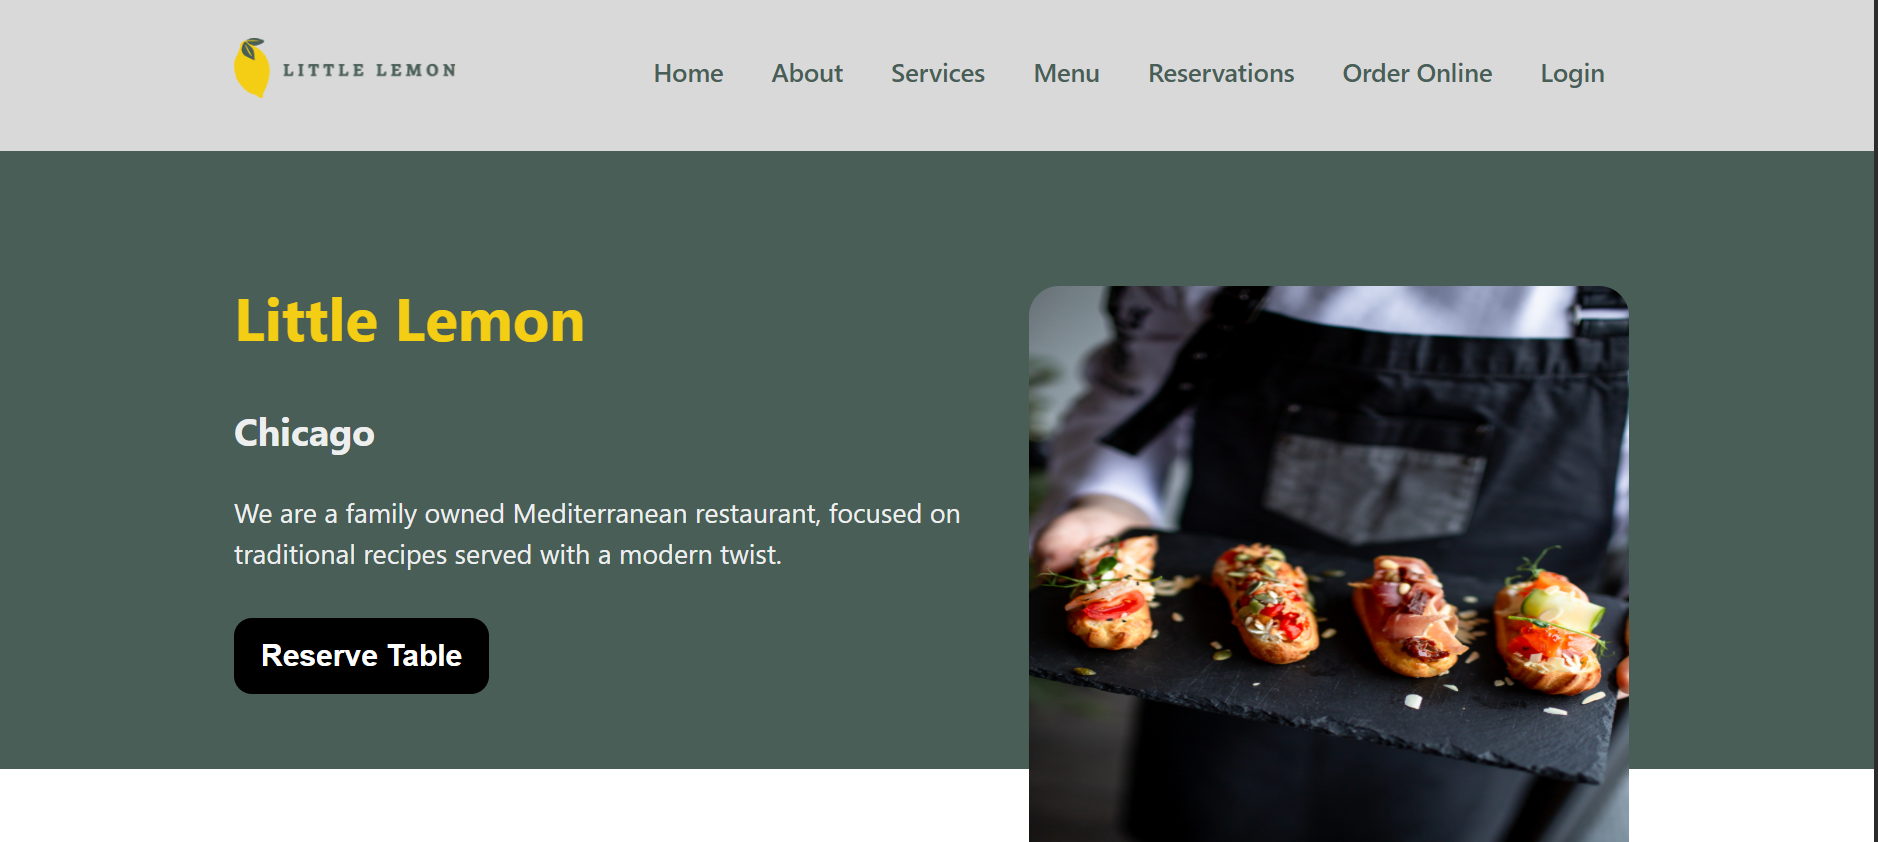 LITTLE LEMON
Home About Services Menu Reservations Order Online Login
Little Lemon
Chicago
We are a family owned Mediterranean restaurant, focused on
traditional recipes served with a modern twist.
Reserve Table